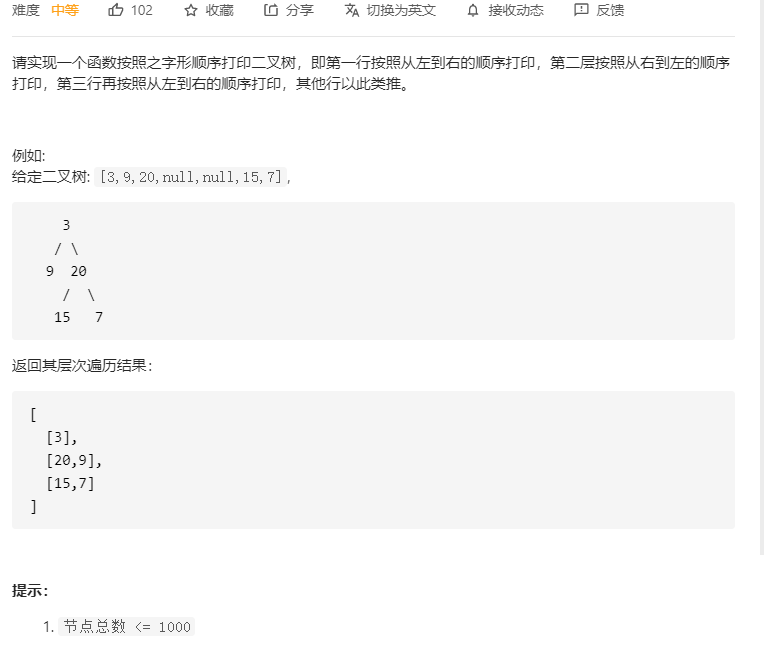 难度 中等 102 收藏 分享 切换为英文 接收动态 反馈
请实现一个函数按照之字形顺序打印二叉树，即第一行按照从左到右的顺序打印，第二层按照从右到左的顺序
打印，第三行再按照从左到右的顺序打印，其他行以此类推。
例如:
给定二叉树: [3,9,20,null,null,15,7],
3
/ \
9 20
/ \
15 7
返回其层次遍历结果：
[
[3],
[20,9],
[15,7]
]
提示：
1. 节点总数 <= 1000